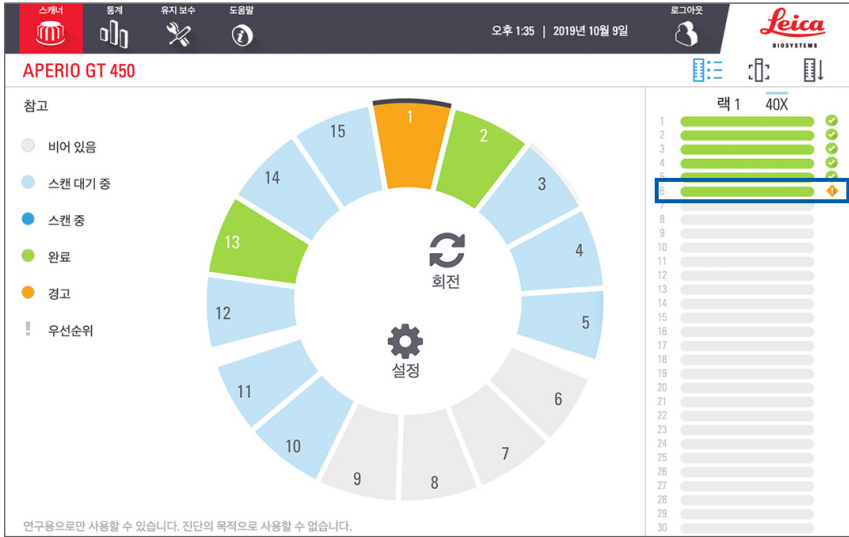 스캐너 통계 유지 보수 도움말 로그아웃
오후 1:35 | 2019년 10월 9일
Leica
BIOSYSTEMS
APERIO GT 450
참고
비어 있음
스캔 대기 중
스캔 중
완료
경고
우선순위
1
2
3
4
5
6
7
8
9
10
11
12
13
14
15
회전
설정
랙 1 40X
1
2
3
4
5
6
7
8
9
10
11
12
13
14
15
16
17
18
19
20
21
22
23
24
25
26
27
28
29
30
연구용으로만 사용할 수 있습니다. 진단의 목적으로 사용할 수 없습니다.